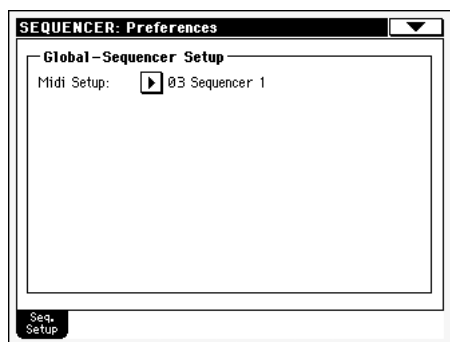 SEQUENCER: Preferences
Global-Sequencer Setup
Midi Setup: 03 Sequencer 1
Seq.
Setup